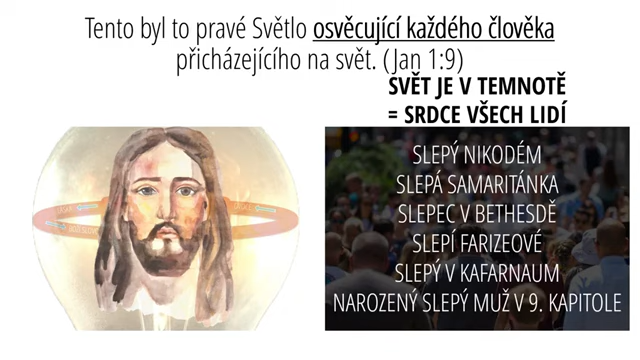 Tento byl to pravé Světlo osvěcující každého člověka
přicházejícího na svět. (Jan 1:9)
SVĚT JE V TEMNOTĚ
= SRDCE VŠECH LIDÍ
SLEPÝ NIKODÉM
SLEPÁ SAMARITÁNKA
SLEPEC V BETHESDĚ
SLEPÍ FARIZEOVÉ
SLEPÝ V KAFARNAUM
NAROZENÝ SLEPÝ MUŽ V 9. KAPITOLE